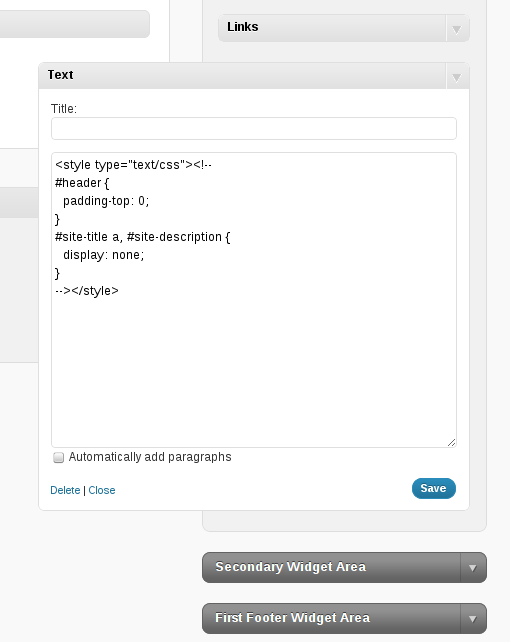 Links
Text
Title:
<style type="text/css"><!--
#header {
  padding-top: 0;
}
#site-title a, #site-description {
  display: none;
}
--></style>
Automatically add paragraphs
Delete | Close
Save
Secondary Widget Area
First Footer Widget Area